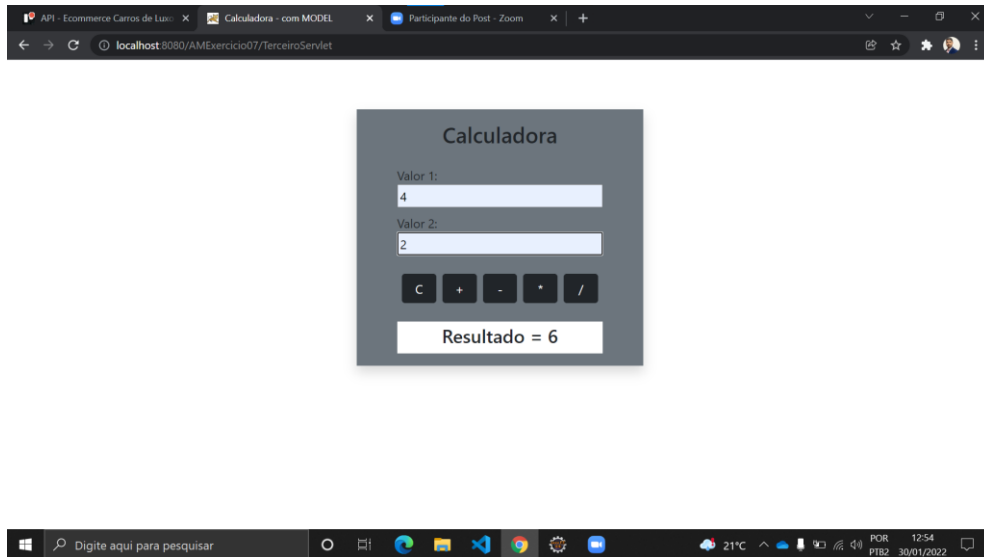 API - Ecommerce Carros de Luxo
Calculadora - com MODEL
Participante do Post - Zoom
localhost:8080/AMExercicio07/TerceiroServlet
Calculadora
Valor 1:
4
Valor 2:
2
C + - * /
Resultado = 6
Digite aqui para pesquisar
21°C
POR
PTB2
12:54
30/01/2022